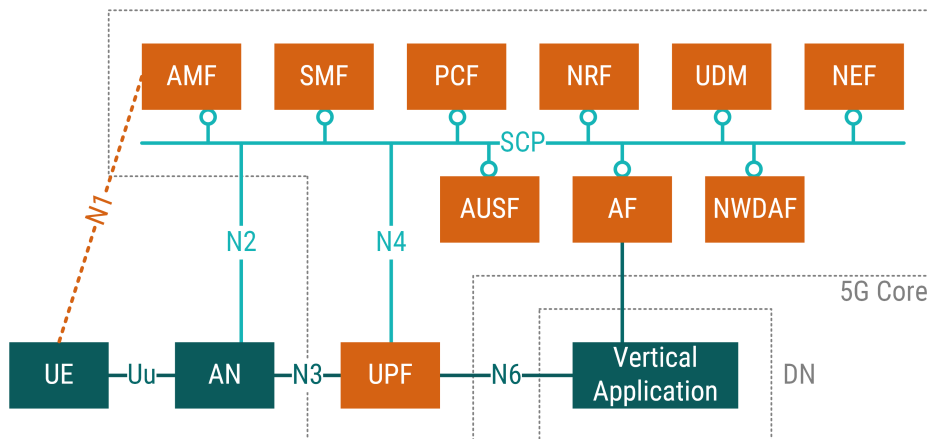 AMF
SMF
PCF
NRF
UDM
NEF
SCP
AUSF
AF
NWDAF
N1
N2
N4
5G Core
UE
Uu
AN
N3
UPF
N6
Vertical
Application
DN